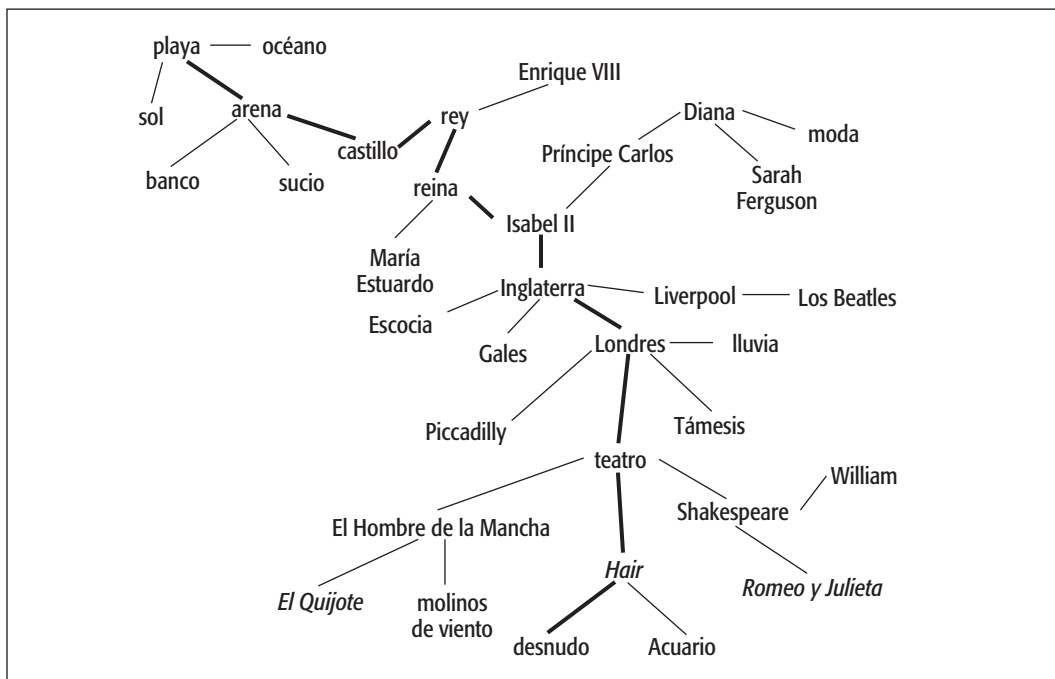 playa
océano
Enrique VIII
sol
arena
rey
Diana
moda
castillo
Príncipe Carlos
banco
sucio
reina
Sarah
Ferguson
Isabel II
María
Estuardo
Inglaterra
Liverpool
Los Beatles
Escocia
Gales
Londres
lluvia
Piccadilly
Támesis
teatro
William
El Hombre de la Mancha
Shakespeare
El Quijote
molinos
de viento
Hair
Romeo y Julieta
desnudo
Acuario